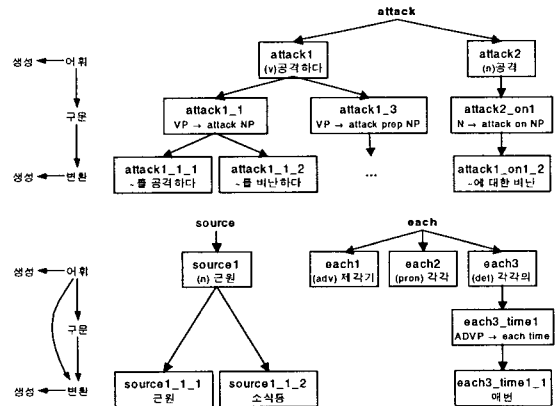 attack
생성 어휘
attack1
(v)공격하다
attack2
(n)공격
구문
attack1_1
VP → attack NP
attack1_3
VP → attack prep NP
attack2_on1
N → attack on NP
생성 변환
attack1_1_1
~를 공격하다
attack1_1_2
~를 비난하다
...
attack1_on1_2
~에 대한 비난
source
each
생성 어휘
source1
(n) 근원
each1
(adv) 제각기
each2
(pron) 각각
each3
(det) 각각의
구문
each3_time1
ADVP → each time
생성 변환
source1_1_1
근원
source1_1_2
소식통
each3_time1_1
매번